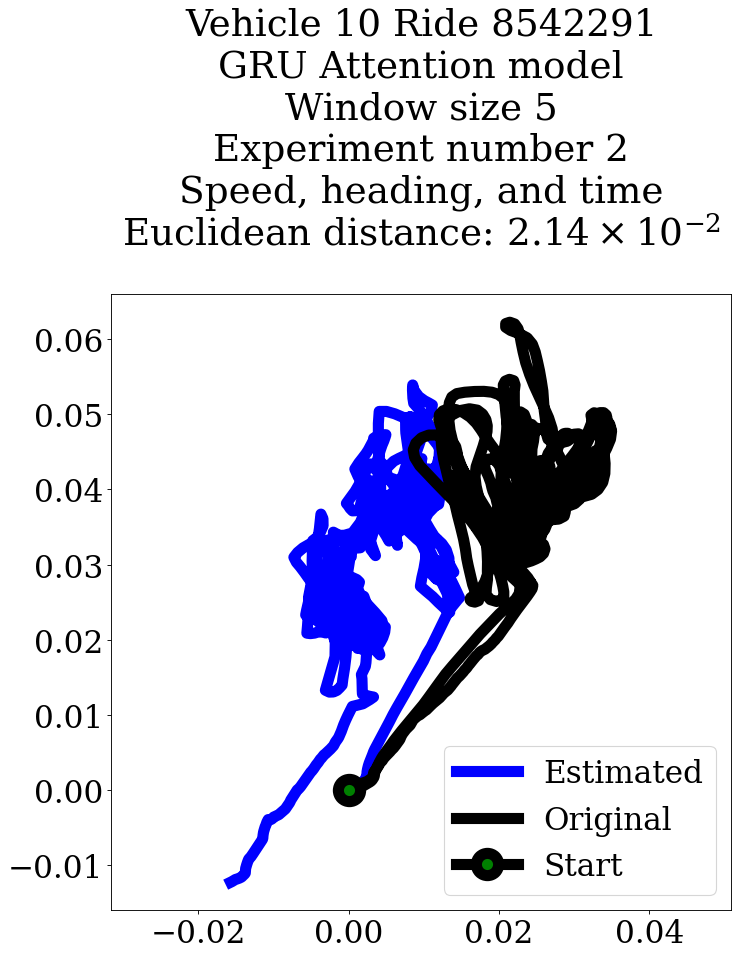 Vehicle 10 Ride 8542291
GRU Attention model
Window size 5
Experiment number 2
Speed, heading, and time
Euclidean distance: 2.14 × 10⁻²
0.06
0.05
0.04
0.03
0.02
0.01
0.00
−0.01
−0.02 0.00 0.02 0.04
Estimated
Original
Start